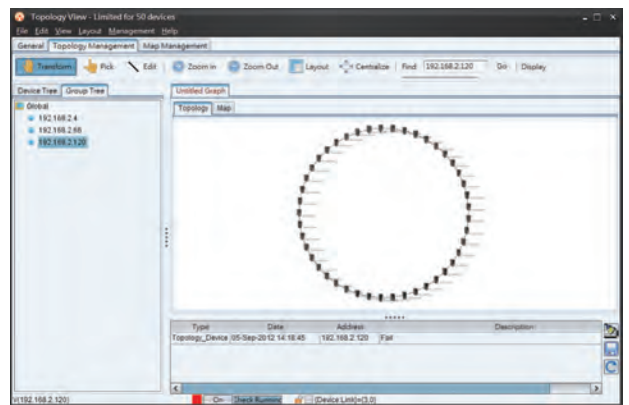 Topology View - Limited for 50 devices
File Edit View Layout Management Help
General Topology Management Map Management
Transform Pick Edit Zoom in Zoom Out Layout Centralize Find 192.168.2.120 Go Display
Device Tree Group Tree
Untitled Graph
Topology Map
Global
192.168.2.4
192.168.2.66
192.168.2.120
Type Date Address Description
Topology_Device 05-Sep-2012 14:18:45 192.168.2.120 Fail
V(192.168.2.120) On Check Running (Device Link)=(3,0)